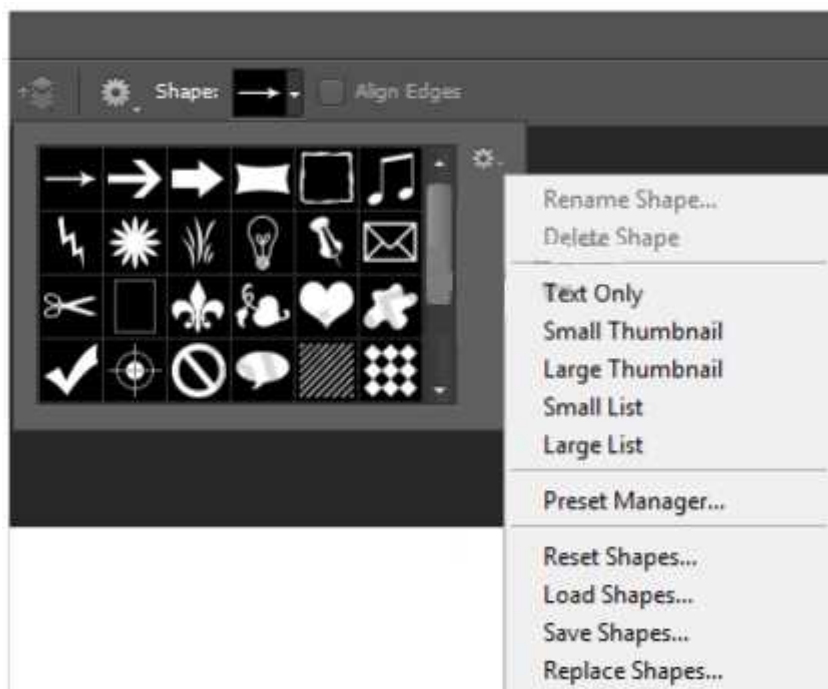 Shape:
Align Edges
Rename Shape...
Delete Shape
Text Only
Small Thumbnail
Large Thumbnail
Small List
Large List
Preset Manager...
Reset Shapes...
Load Shapes...
Save Shapes...
Replace Shapes...